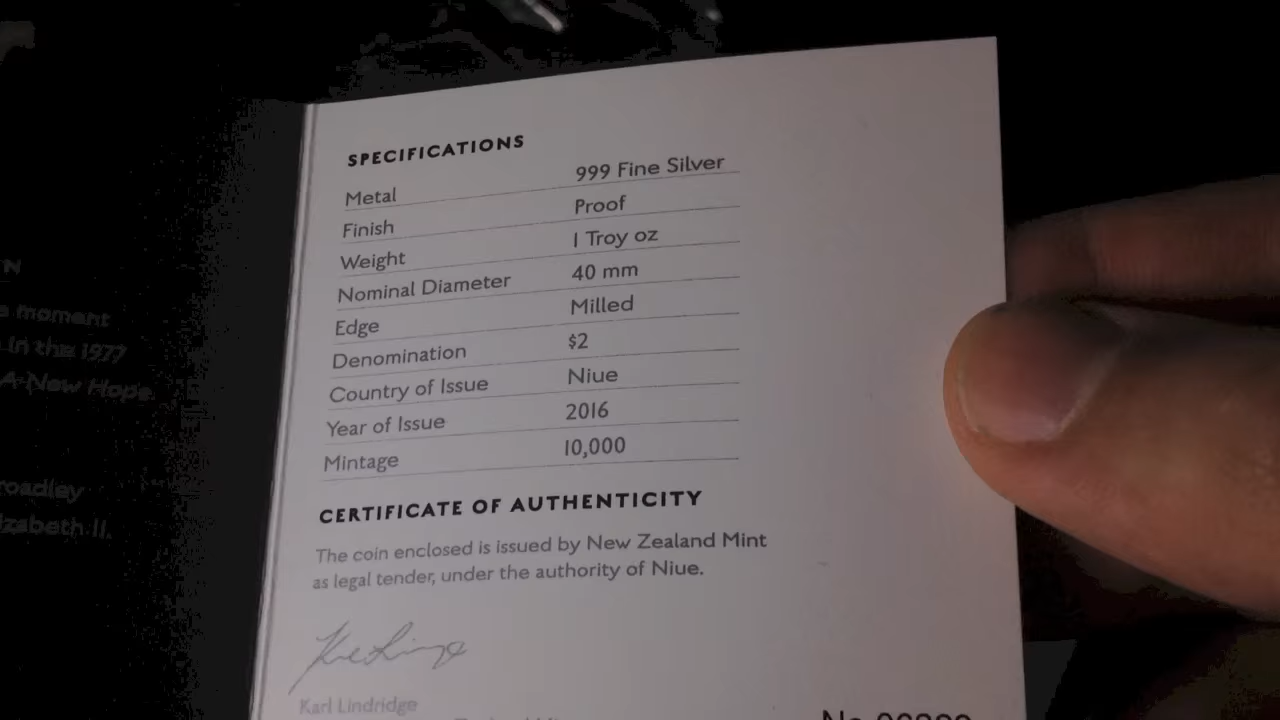 SPECIFICATIONS
Metal 999 Fine Silver
Finish Proof
Weight 1 Troy oz
Nominal Diameter 40 mm
Edge Milled
Denomination $2
Country of Issue Niue
Year of Issue 2016
Mintage 10,000
CERTIFICATE OF AUTHENTICITY
The coin enclosed is issued by New Zealand Mint
as legal tender, under the authority of Niue.
Karl Lindridge
No
moment
in the 1977
A New Hope
II.